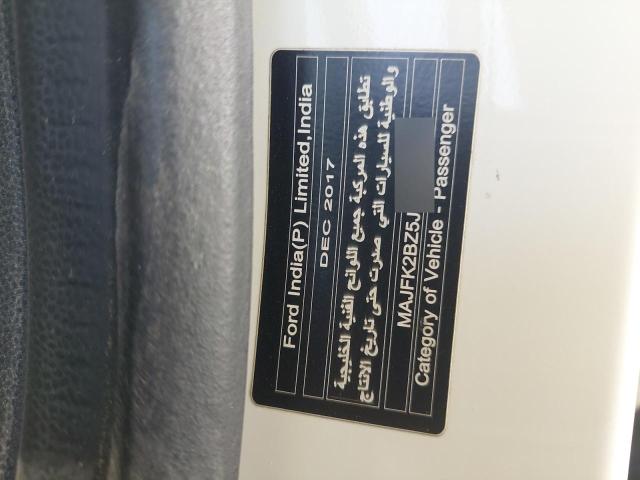 Ford India(P) Limited,India
DEC 2017
تطابق هذه المركبة جميع اللوائح الفنية الخليجية
والوطنية للسيارات التي صدرت حتى تاريخ الانتاج
MAJFK2BZ5J
Category of Vehicle - Passenger